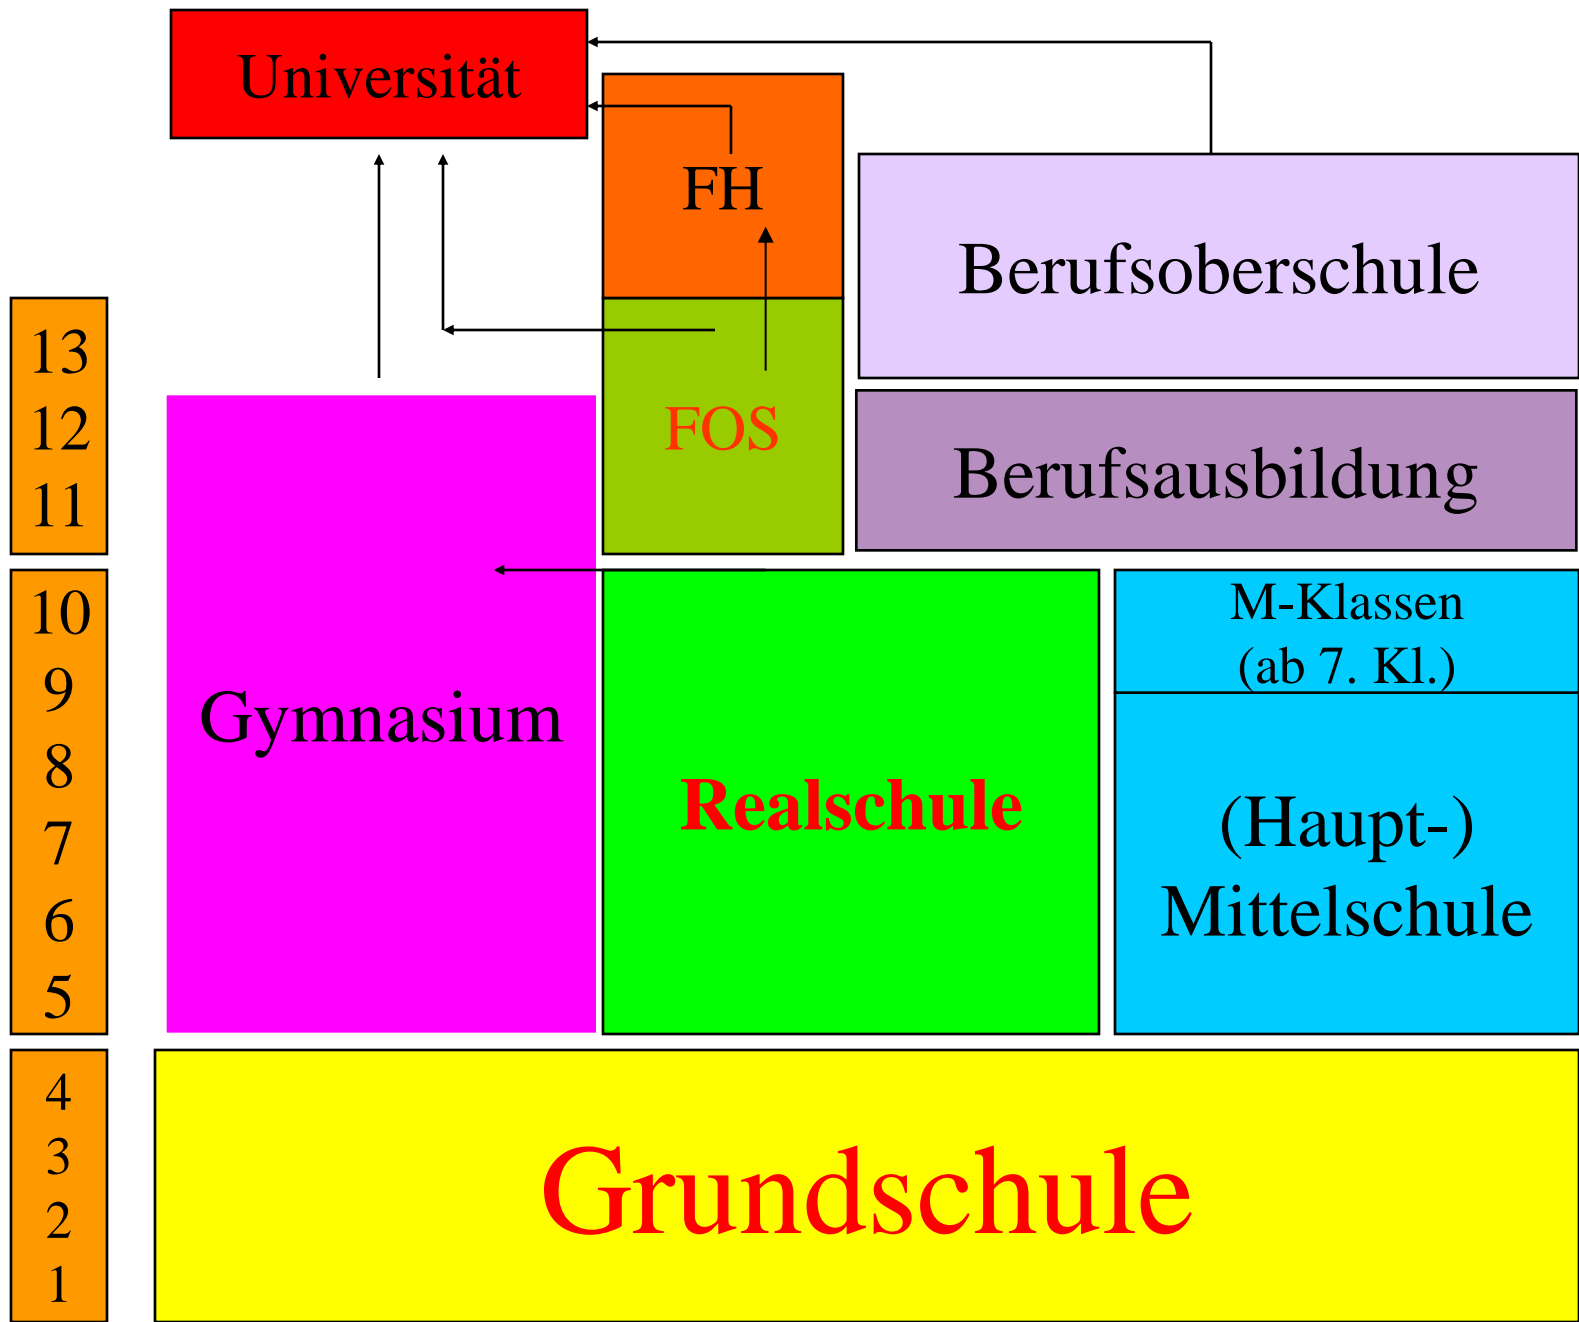 Universität
FH
Berufsoberschule
13
12
11
FOS
Berufsausbildung
10
9
8
7
6
5
Gymnasium
Realschule
M-Klassen
(ab 7. Kl.)
(Haupt-)
Mittelschule
4
3
2
1
Grundschule